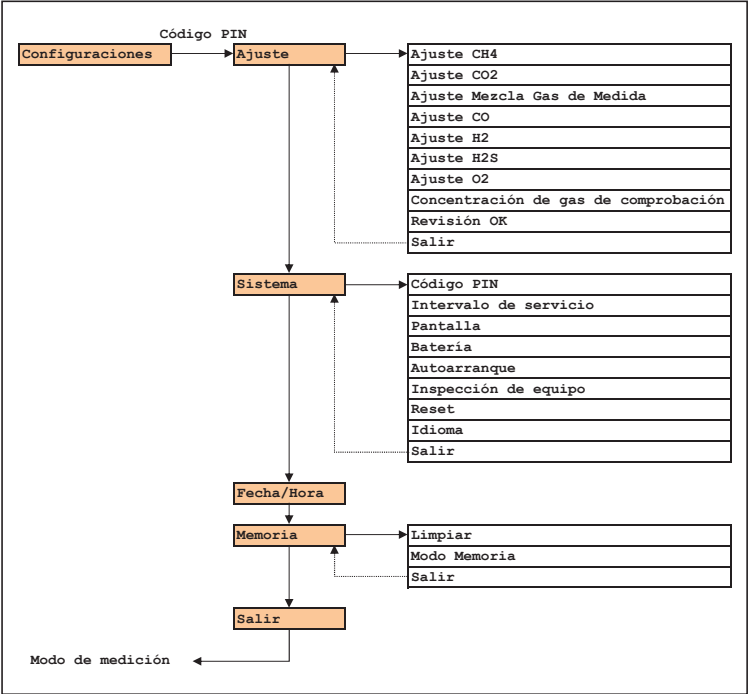 Código PIN
Configuraciones
Ajuste
Ajuste CH4
Ajuste CO2
Ajuste Mezcla Gas de Medida
Ajuste CO
Ajuste H2
Ajuste H2S
Ajuste O2
Concentración de gas de comprobación
Revisión OK
Salir
Sistema
Código PIN
Intervalo de servicio
Pantalla
Batería
Autoarranque
Inspección de equipo
Reset
Idioma
Salir
Fecha/Hora
Memoria
Limpiar
Modo Memoria
Salir
Salir
Modo de medición